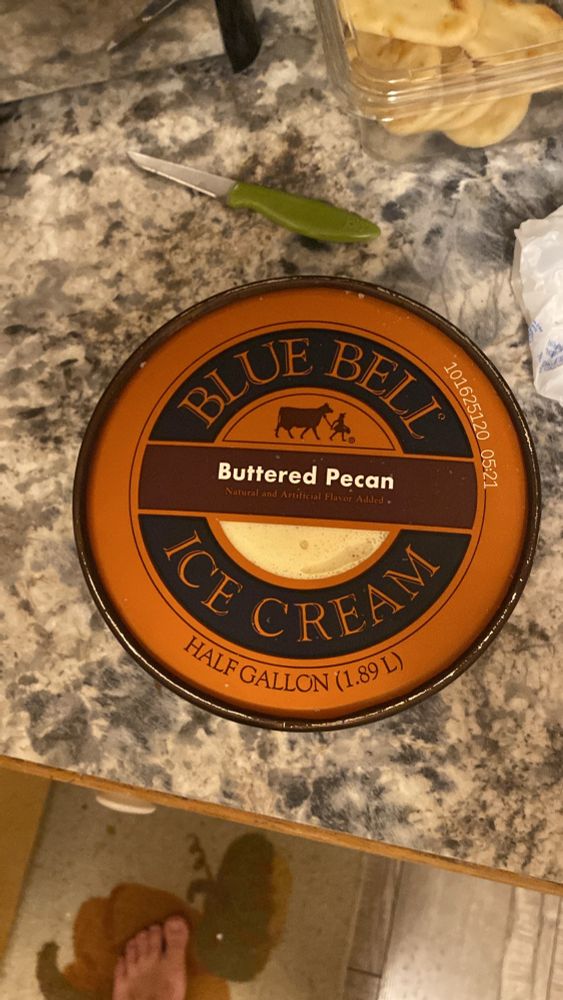 BLUE BELL
®
Buttered Pecan
Natural and Artificial Flavor Added
ICE CREAM
HALF GALLON (1.89 L)
101625120 05:21